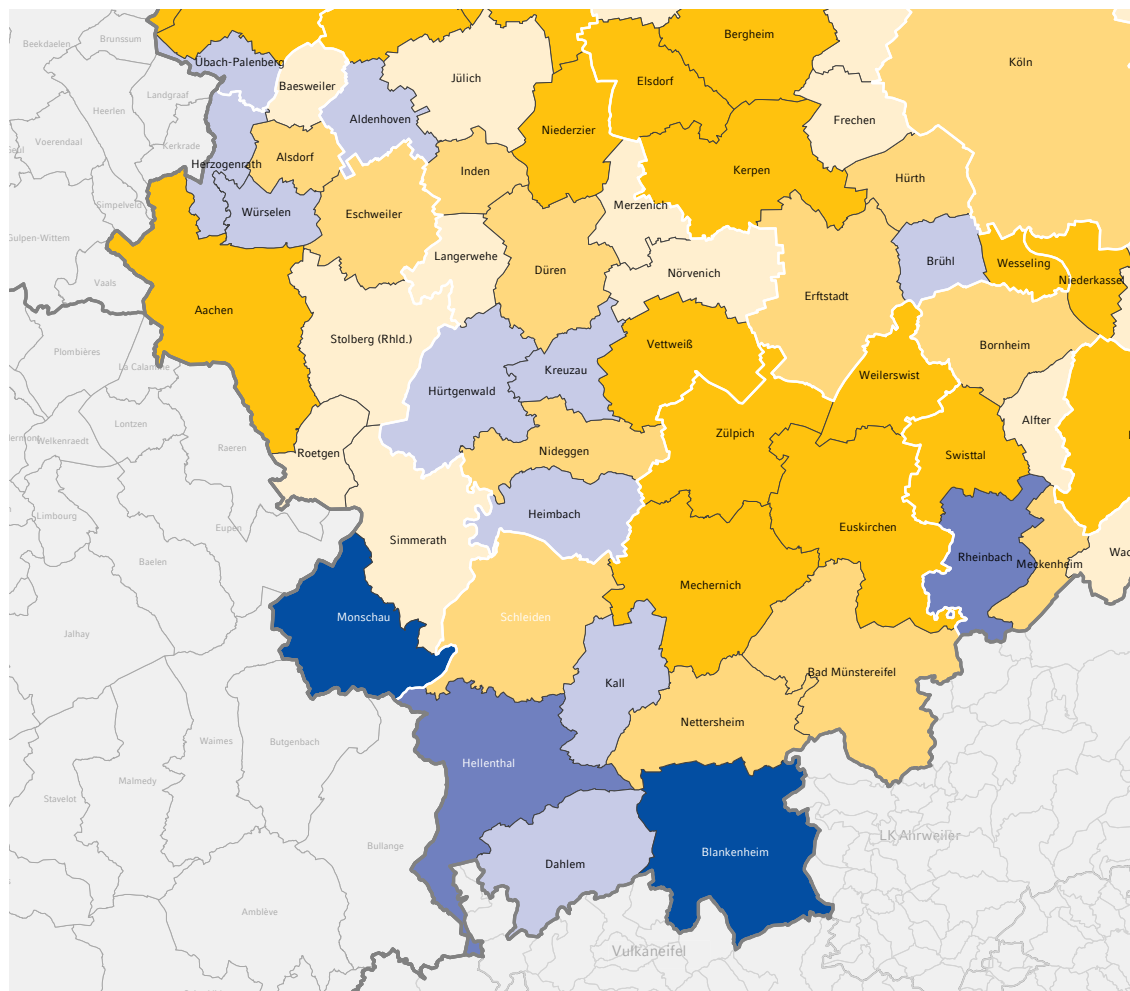 Beekdaelen
Brunssum
Bergheim
Übach-Palenberg
Köln
Jülich
Baesweiler
Elsdorf
Landgraaf
Heerlen
Aldenhoven
Frechen
Niederzier
Voerendaal
Kerkrade
Alsdorf
Herzogenrath
Inden
Kerpen
Hürth
Simpelveld
Merzenich
Würselen
Eschweiler
Gulpen-Wittem
Langerwehe
Brühl
Wesseling
Düren
Nörvenich
Niederkassel
Vaals
Erftstadt
Aachen
Stolberg (Rhld.)
Vettweiß
Bornheim
Plombières
La Calamine
Kreuzau
Weilerswist
Hürtgenwald
Alfter
Lontzen
Zülpich
Welkenraedt
Raeren
Roetgen
Nideggen
Swisttal
Limbourg
Heimbach
Eupen
Euskirchen
Simmerath
Rheinbach
Baelen
Meckenheim
Mechernich
Monschau
Schleiden
Jalhay
Bad Münstereifel
Kall
Nettersheim
Waimes
Butgenbach
Hellenthal
Malmedy
Stavelot
LK Ahrweiler
Bullange
Blankenheim
Dahlem
Amblève
Vulkaneifel